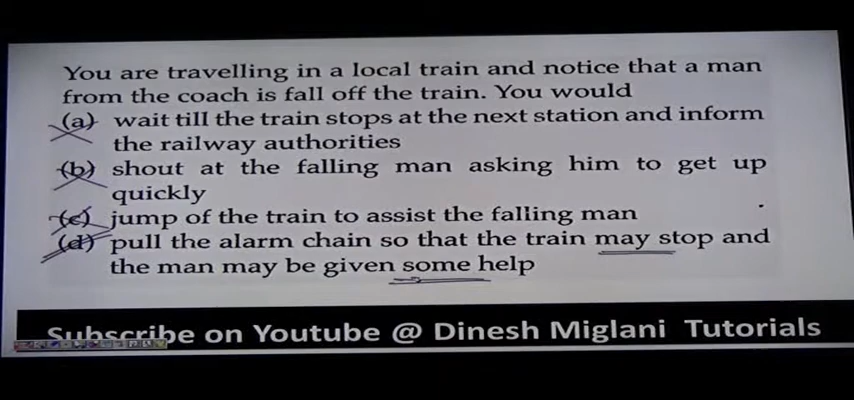 You are travelling in a local train and notice that a man
from the coach is fall off the train. You would
(a) wait till the train stops at the next station and inform
the railway authorities
(b) shout at the falling man asking him to get up
quickly
(c) jump of the train to assist the falling man
(d) pull the alarm chain so that the train may stop and
the man may be given some help
Subscribe on Youtube @ Dinesh Miglani Tutorials